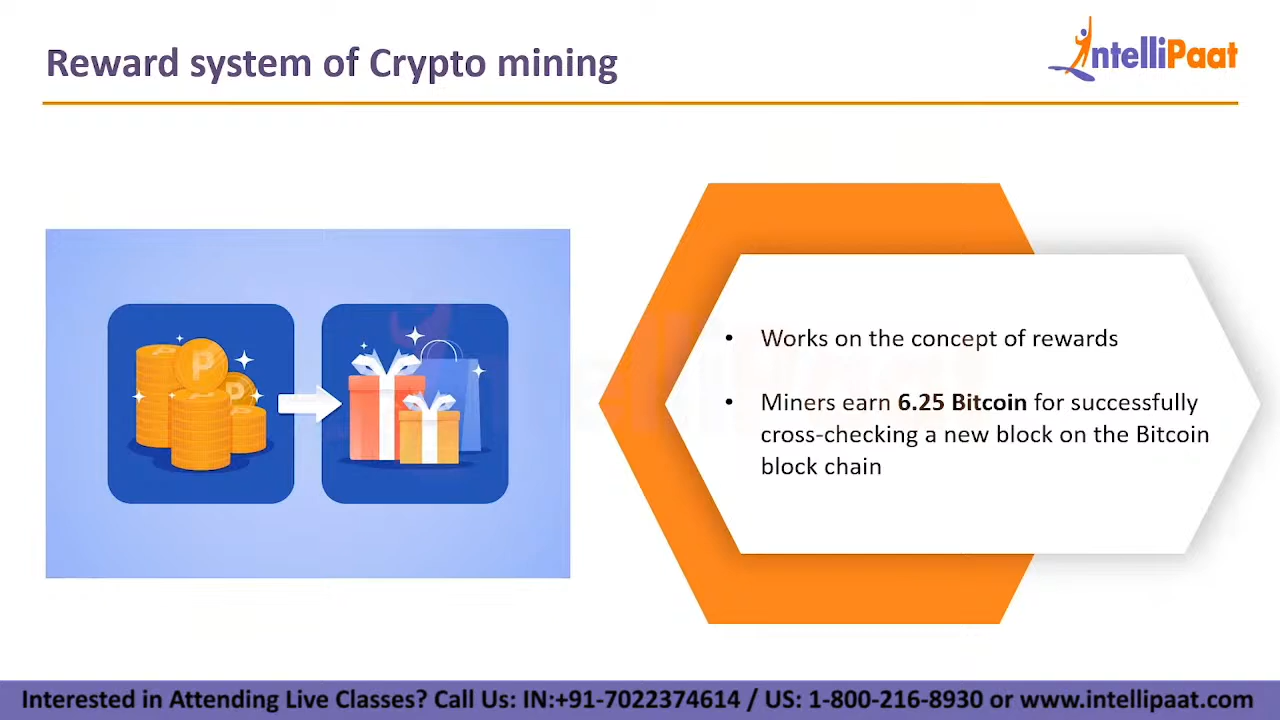 Reward system of Crypto mining
IntelliPaat
• Works on the concept of rewards
• Miners earn 6.25 Bitcoin for successfully
cross-checking a new block on the Bitcoin
block chain
Interested in Attending Live Classes? Call Us: IN:+91-7022374614 / US: 1-800-216-8930 or www.intellipaat.com